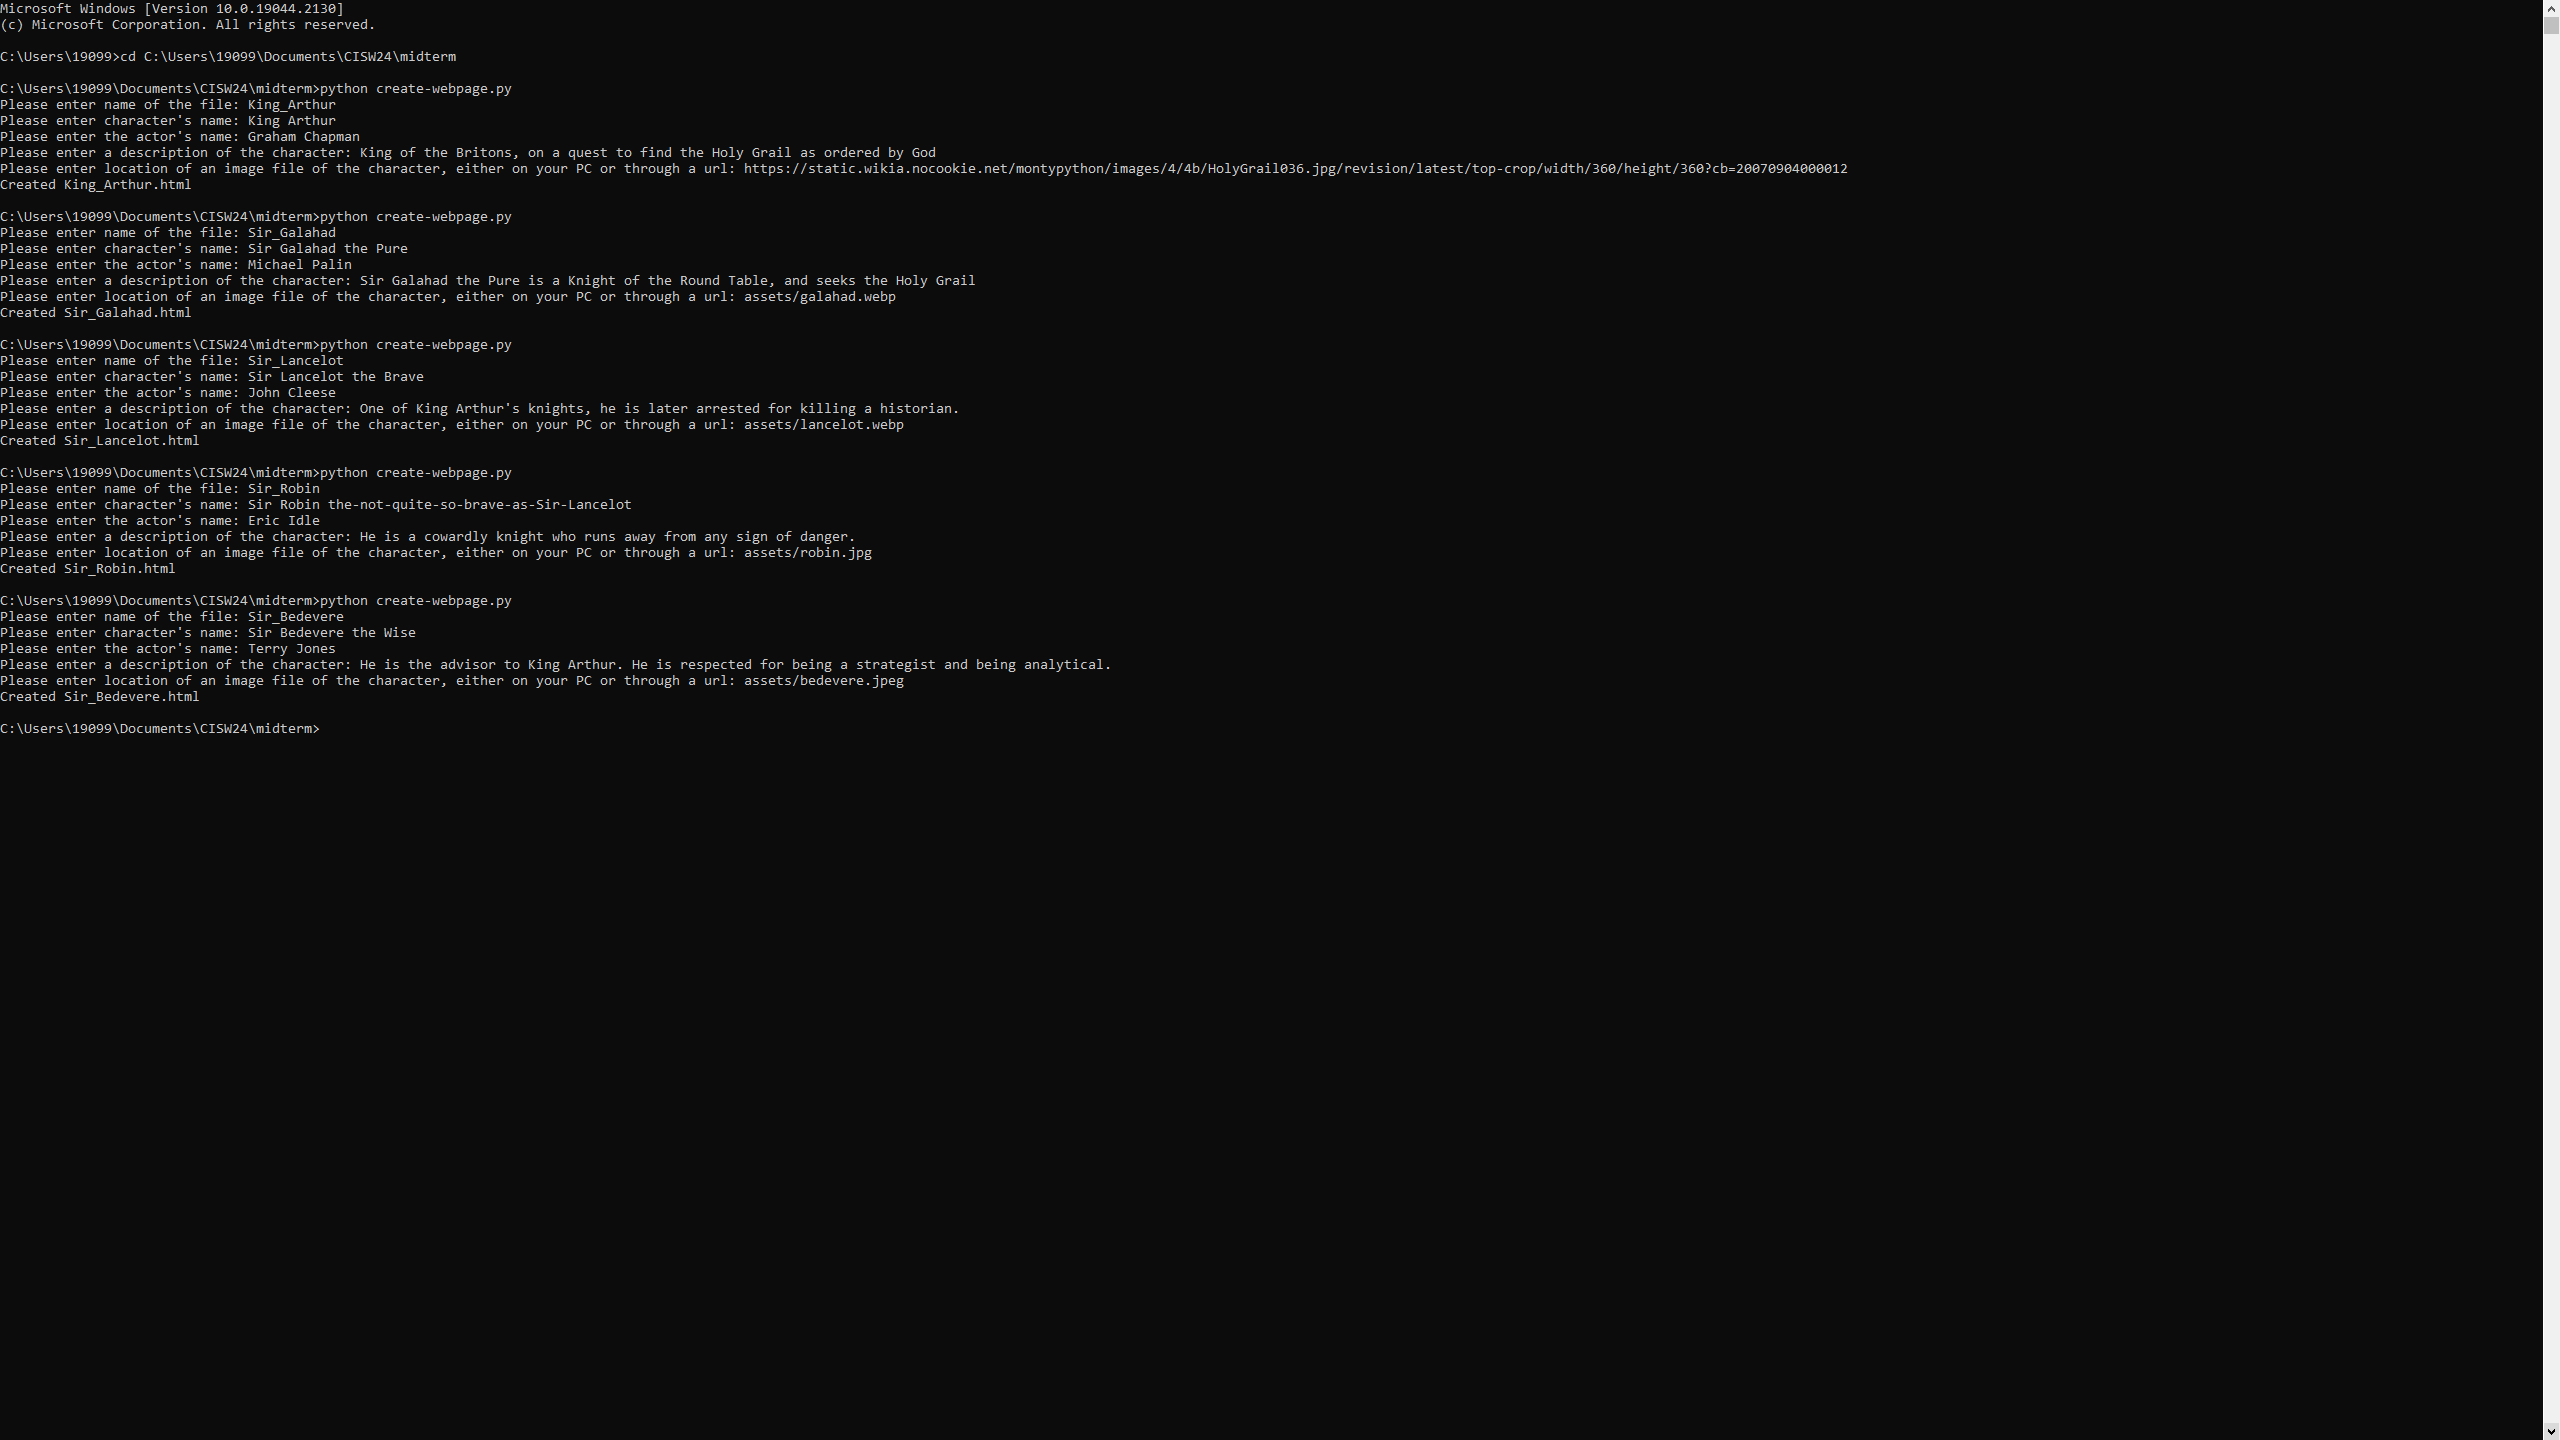 Microsoft Windows [Version 10.0.19044.2130]
(c) Microsoft Corporation. All rights reserved.
C:\Users\19099>cd C:\Users\19099\Documents\CISW24\midterm
C:\Users\19099\Documents\CISW24\midterm>python create-webpage.py
Please enter name of the file: King_Arthur
Please enter character's name: King Arthur
Please enter the actor's name: Graham Chapman
Please enter a description of the character: King of the Britons, on a quest to find the Holy Grail as ordered by God
Please enter location of an image file of the character, either on your PC or through a url: https://static.wikia.nocookie.net/montypython/images/4/4b/HolyGrail036.jpg/revision/latest/top-crop/width/360/height/360?cb=20070904000012
Created King_Arthur.html
C:\Users\19099\Documents\CISW24\midterm>python create-webpage.py
Please enter name of the file: Sir_Galahad
Please enter character's name: Sir Galahad the Pure
Please enter the actor's name: Michael Palin
Please enter a description of the character: Sir Galahad the Pure is a Knight of the Round Table, and seeks the Holy Grail
Please enter location of an image file of the character, either on your PC or through a url: assets/galahad.webp
Created Sir_Galahad.html
C:\Users\19099\Documents\CISW24\midterm>python create-webpage.py
Please enter name of the file: Sir_Lancelot
Please enter character's name: Sir Lancelot the Brave
Please enter the actor's name: John Cleese
Please enter a description of the character: One of King Arthur's knights, he is later arrested for killing a historian.
Please enter location of an image file of the character, either on your PC or through a url: assets/lancelot.webp
Created Sir_Lancelot.html
C:\Users\19099\Documents\CISW24\midterm>python create-webpage.py
Please enter name of the file: Sir_Robin
Please enter character's name: Sir Robin the-not-quite-so-brave-as-Sir-Lancelot
Please enter the actor's name: Eric Idle
Please enter a description of the character: He is a cowardly knight who runs away from any sign of danger.
Please enter location of an image file of the character, either on your PC or through a url: assets/robin.jpg
Created Sir_Robin.html
C:\Users\19099\Documents\CISW24\midterm>python create-webpage.py
Please enter name of the file: Sir_Bedevere
Please enter character's name: Sir Bedevere the Wise
Please enter the actor's name: Terry Jones
Please enter a description of the character: He is the advisor to King Arthur. He is respected for being a strategist and being analytical.
Please enter location of an image file of the character, either on your PC or through a url: assets/bedevere.jpeg
Created Sir_Bedevere.html
C:\Users\19099\Documents\CISW24\midterm>